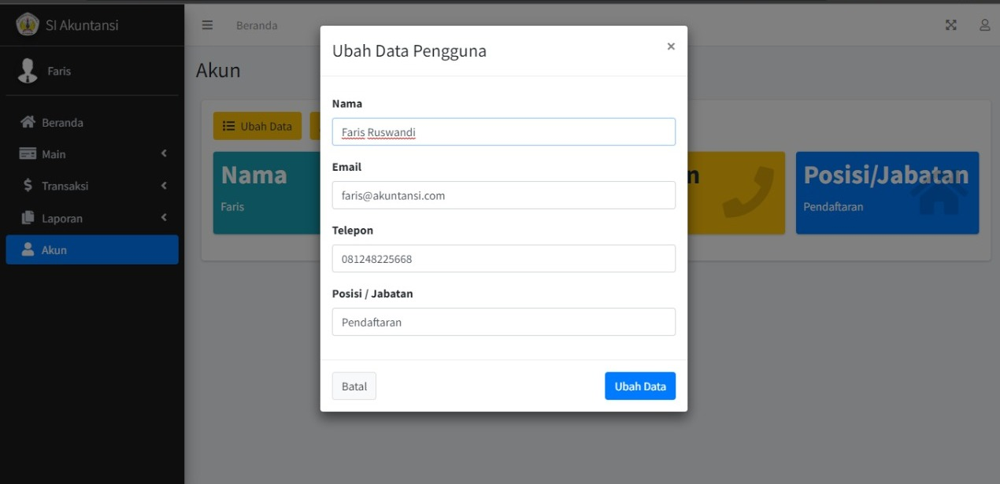 SI Akuntansi
Beranda
Faris
Beranda
Main
Transaksi
Laporan
Akun
Akun
Ubah Data
Nama
Faris
n
Posisi/Jabatan
Pendaftaran
Ubah Data Pengguna
×
Nama
Faris Ruswandi
Email
faris@akuntansi.com
Telepon
081248225668
Posisi / Jabatan
Pendaftaran
Batal
Ubah Data